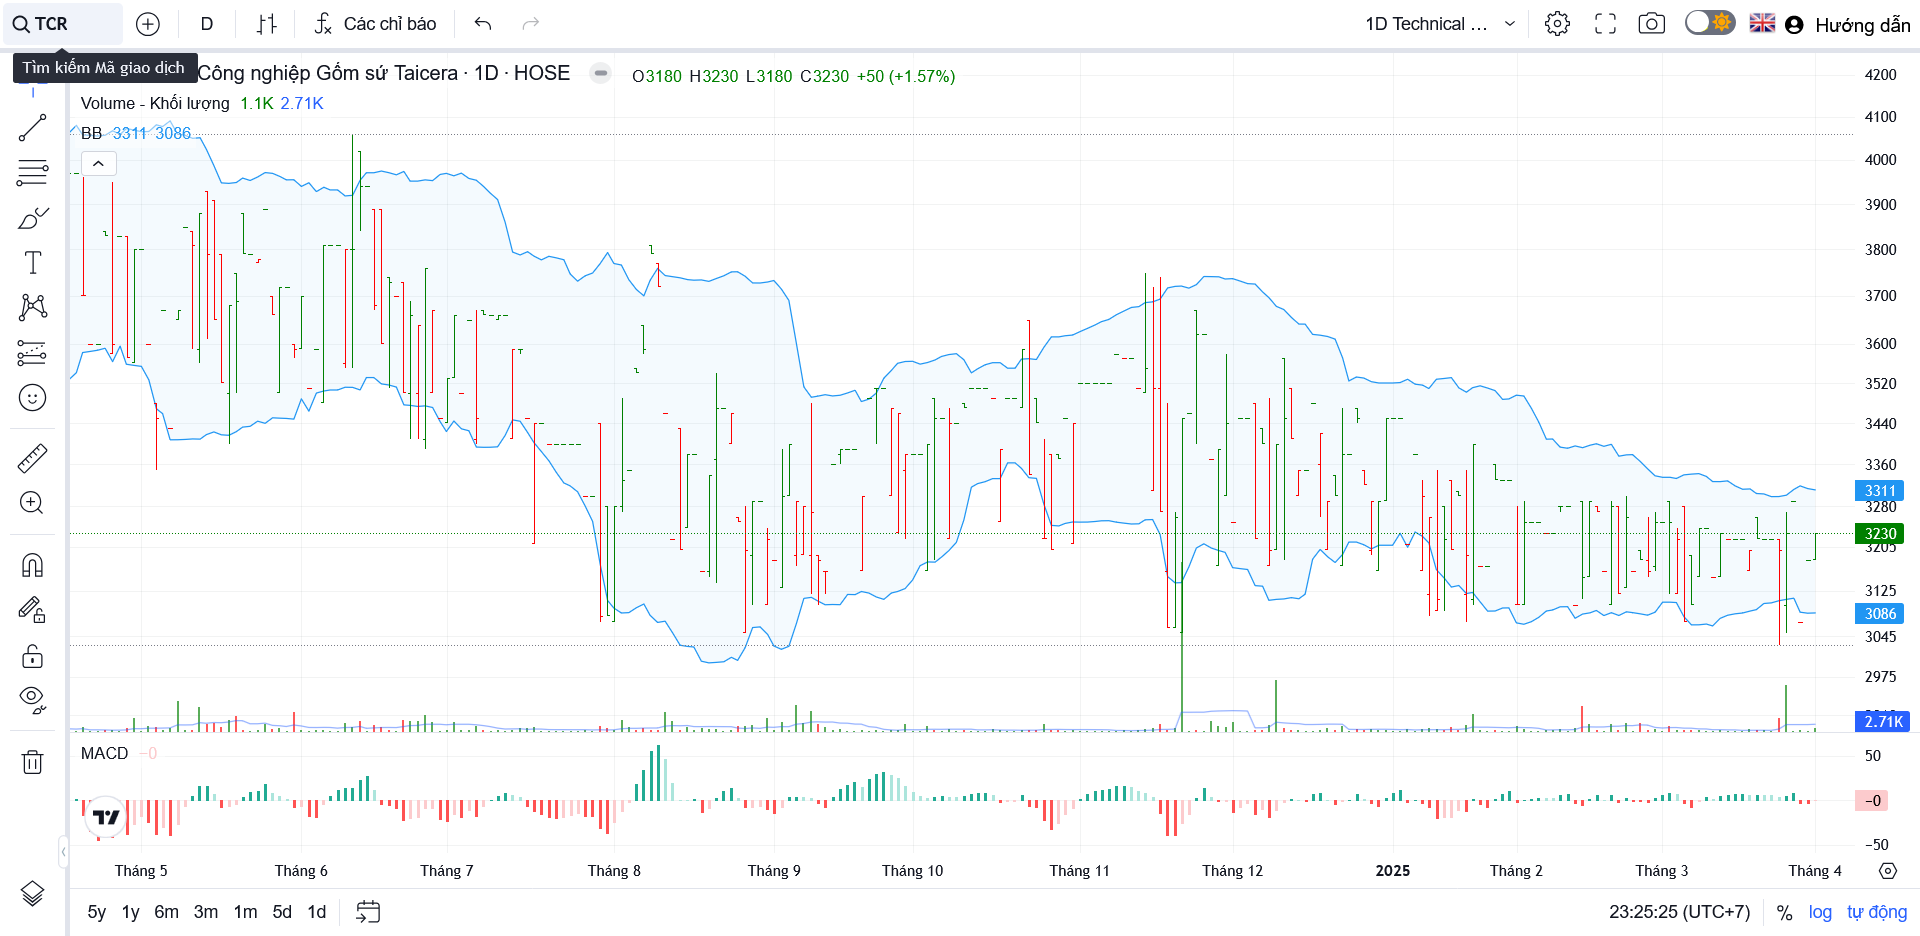 TCR
D
Các chỉ báo
1D Technical ...
Hướng dẫn
Tìm kiếm Mã giao dịch
Công nghiệp Gốm sứ Taicera · 1D · HOSE
O3180 H3230 L3180 C3230 +50 (+1.57%)
Volume - Khối lượng 1.1K 2.71K
BB 3311 3086
4200
4100
4000
3900
3800
3700
3600
3520
3440
3360
3311
3280
3230
3205
3125
3086
3045
2975
2.71K
MACD −0
50
−0
−50
Tháng 5 Tháng 6 Tháng 7 Tháng 8 Tháng 9 Tháng 10 Tháng 11 Tháng 12 2025 Tháng 2 Tháng 3 Tháng 4
5y 1y 6m 3m 1m 5d 1d
23:25:25 (UTC+7) % log tự động